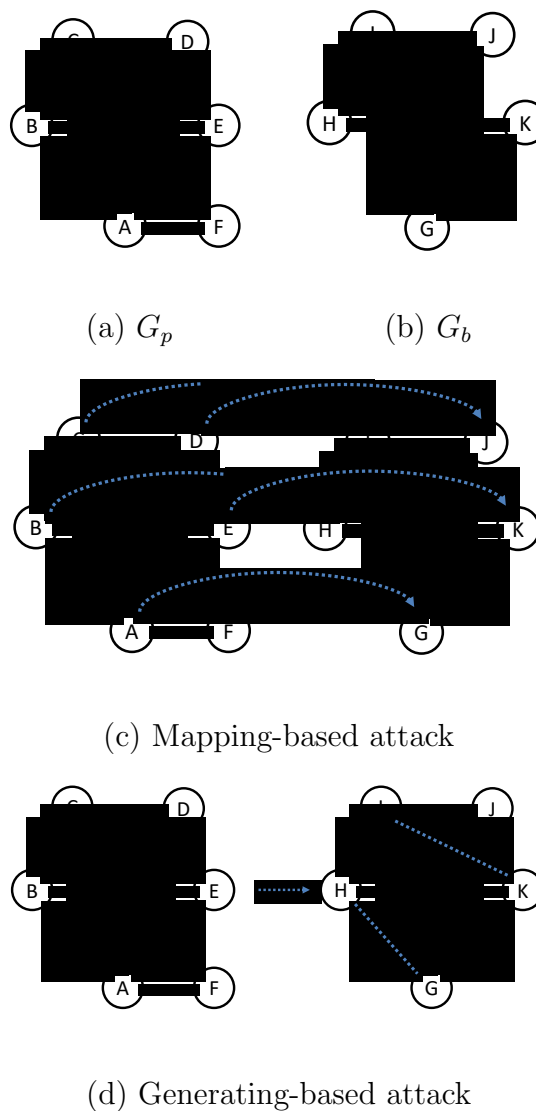 D
B
E
A
F
J
H
K
G
(a) G_p
(b) G_b
D
J
B
E
H
K
A
F
G
(c) Mapping-based attack
D
J
B
E
H
K
A
F
G
(d) Generating-based attack